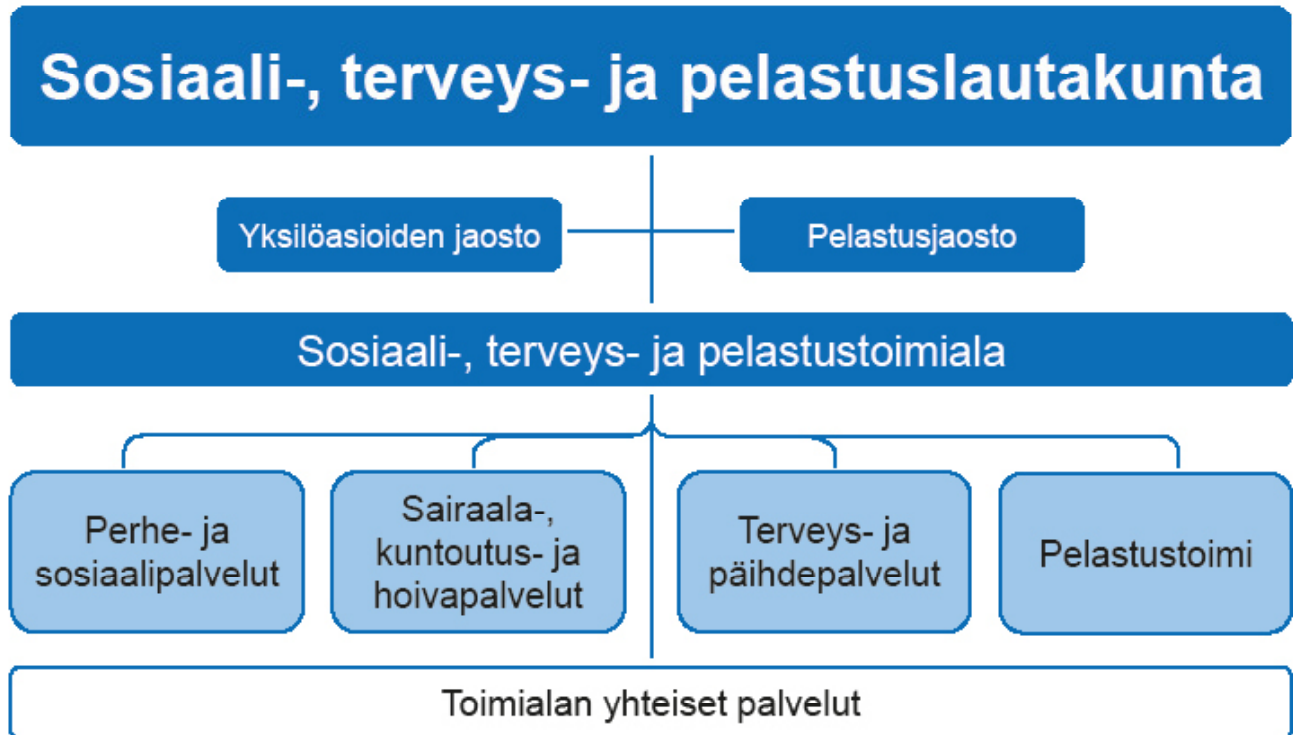 Sosiaali-, terveys- ja pelastuslautakunta
Yksilöasioiden jaosto
Pelastusjaosto
Sosiaali-, terveys- ja pelastustoimiala
Perhe- ja
sosiaalipalvelut
Sairaala-,
kuntoutus- ja
hoivapalvelut
Terveys- ja
päihdepalvelut
Pelastustoimi
Toimialan yhteiset palvelut